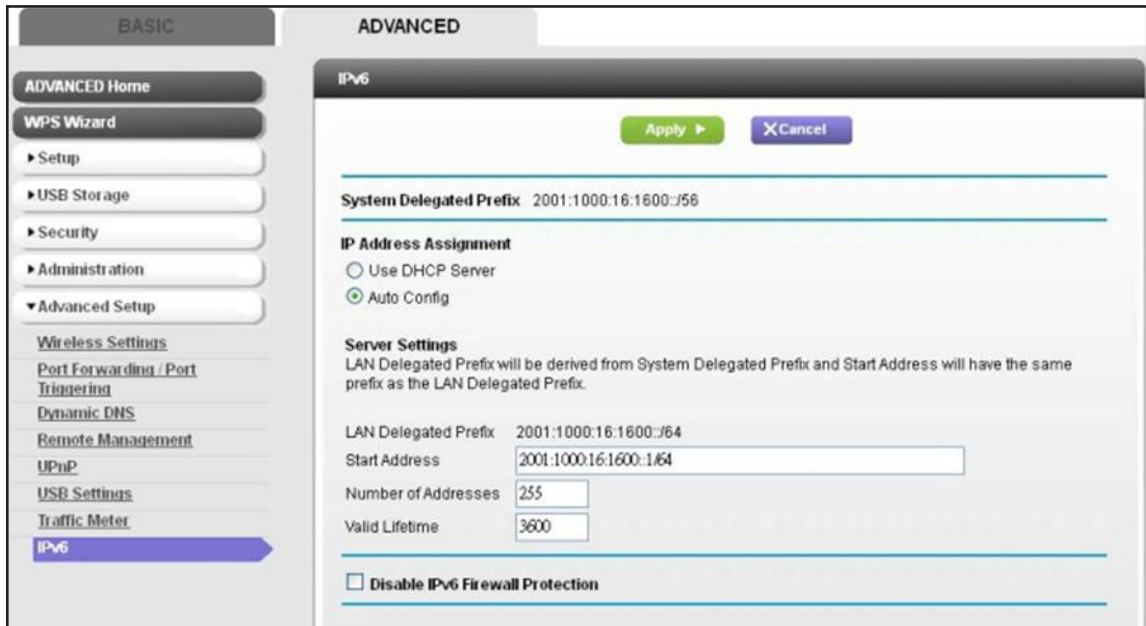 BASIC
ADVANCED
ADVANCED Home
WPS Wizard
Setup
USB Storage
Security
Administration
Advanced Setup
Wireless Settings
Port Forwarding / Port
Triggering
Dynamic DNS
Remote Management
UPnP
USB Settings
Traffic Meter
IPv6
IPv6
Apply
Cancel
System Delegated Prefix 2001:1000:16:1600::/56
IP Address Assignment
Use DHCP Server
Auto Config
Server Settings
LAN Delegated Prefix will be derived from System Delegated Prefix and Start Address will have the same
prefix as the LAN Delegated Prefix.
LAN Delegated Prefix 2001:1000:16:1600::/64
Start Address 2001:1000:16:1600::1/64
Number of Addresses 255
Valid Lifetime 3600
Disable IPv6 Firewall Protection